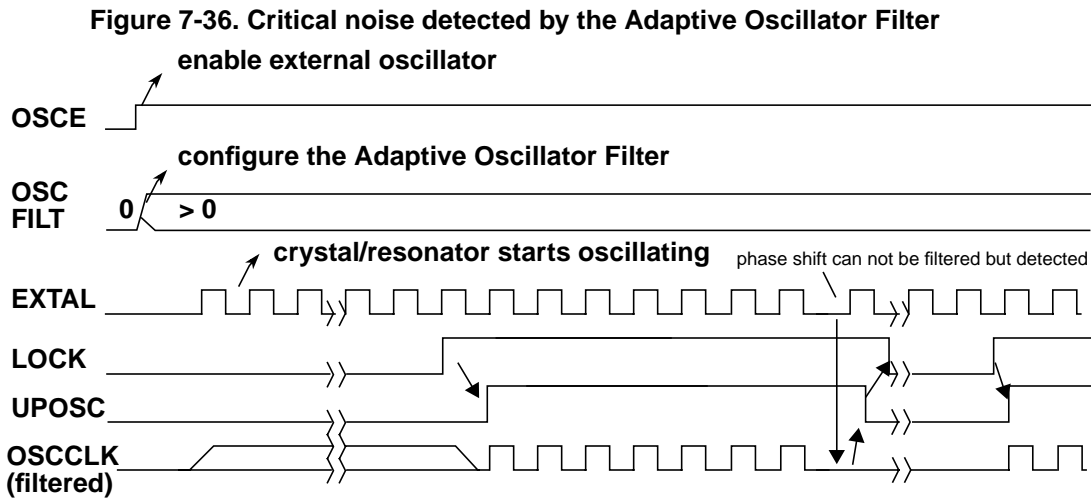 Figure 7-36. Critical noise detected by the Adaptive Oscillator Filter
enable external oscillator
OSCE
configure the Adaptive Oscillator Filter
OSC
FILT
0 > 0
crystal/resonator starts oscillating
phase shift can not be filtered but detected
EXTAL
LOCK
UPOSC
OSCCLK
(filtered)